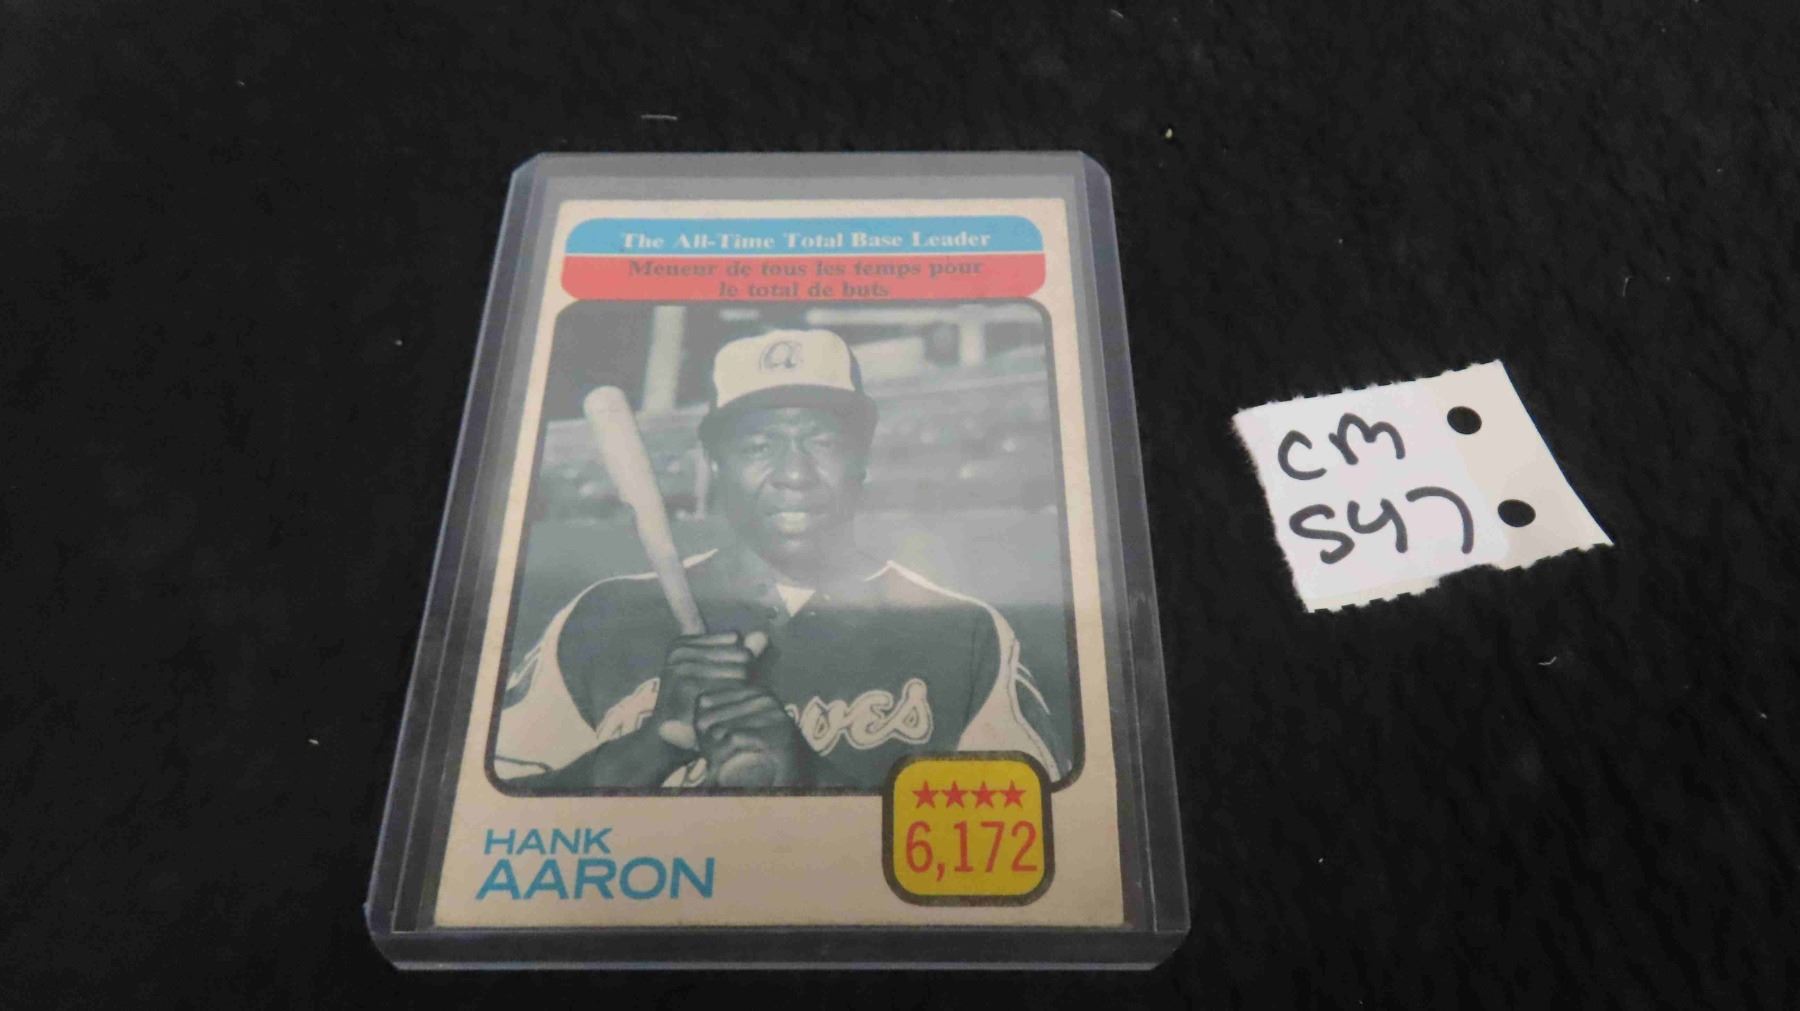 The All-Time Total Base Leader
Meneur de tous les temps pour
le total de buts
a
oves
★★★★
6,172
HANK
AARON
CM
547